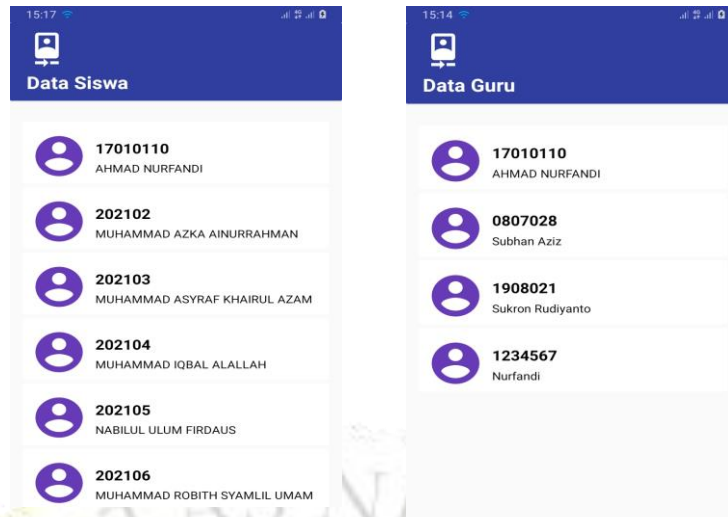 15:17
Data Siswa
17010110
AHMAD NURFANDI
202102
MUHAMMAD AZKA AINURRAHMAN
202103
MUHAMMAD ASYRAF KHAIRUL AZAM
202104
MUHAMMAD IQBAL ALALLAH
202105
NABILUL ULUM FIRDAUS
202106
MUHAMMAD ROBITH SYAMLIL UMAM
15:14
Data Guru
17010110
AHMAD NURFANDI
0807028
Subhan Aziz
1908021
Sukron Rudiyanto
1234567
Nurfandi